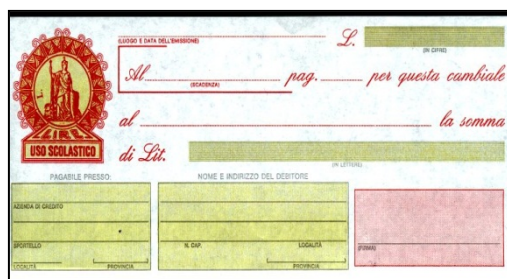 (LUOGO E DATA DELL'EMISSIONE) L.
(IN CIFRE)
Al pag. per questa cambiale
(SCADENZA)
al la somma
LIRE
USO SCOLASTICO
di Lit.
(IN LETTERE)
PAGABILE PRESSO: NOME E INDIRIZZO DEL DEBITORE
AZIENDA DI CREDITO
SPORTELLO N. CAP. LOCALITÀ (FIRMA)
LOCALITÀ PROVINCIA PROVINCIA